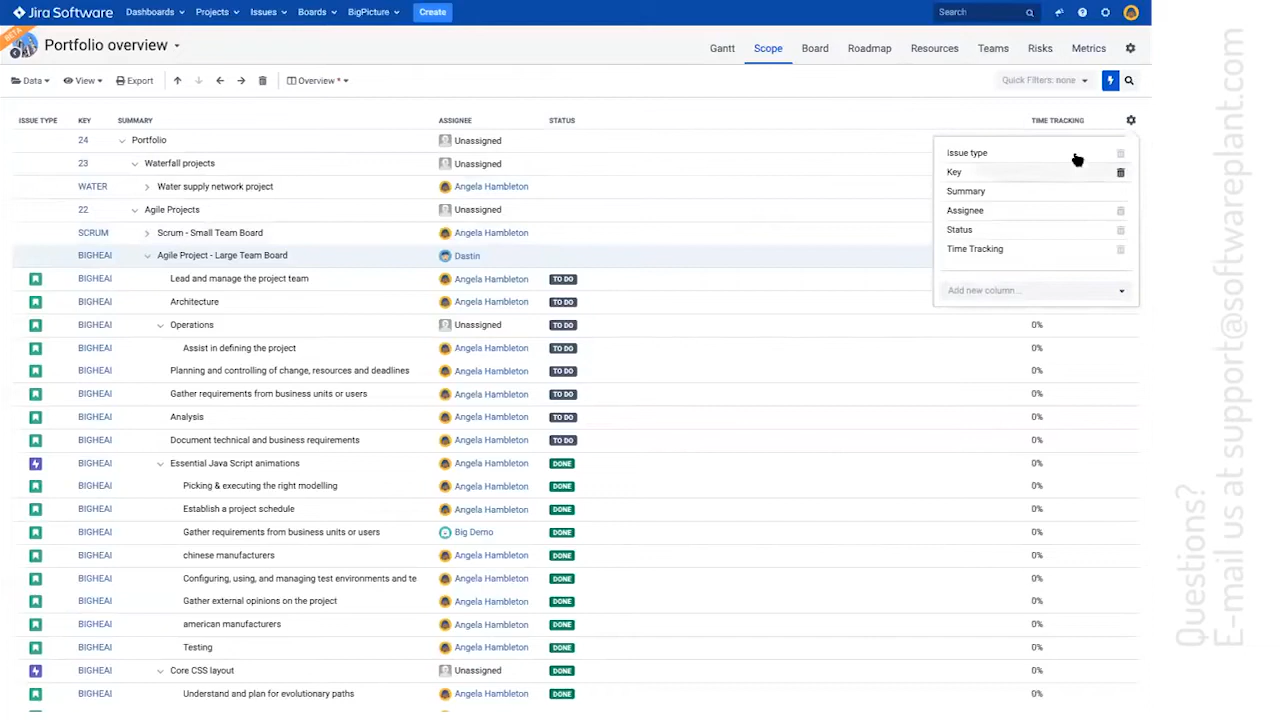 Jira Software Dashboards Projects Issues Boards BigPicture Create Search
BETA
Portfolio overview Gantt Scope Board Roadmap Resources Teams Risks Metrics
Data View Export Overview * Quick Filters: none
ISSUE TYPE KEY SUMMARY ASSIGNEE STATUS TIME TRACKING
24 Portfolio Unassigned
23 Waterfall projects Unassigned
WATER Water supply network project Angela Hambleton
22 Agile Projects Unassigned
SCRUM Scrum - Small Team Board Angela Hambleton
BIGHEAI Agile Project - Large Team Board Dastin
BIGHEAI Lead and manage the project team Angela Hambleton TO DO
BIGHEAI Architecture Angela Hambleton TO DO
BIGHEAI Operations Unassigned TO DO 0%
BIGHEAI Assist in defining the project Angela Hambleton TO DO 0%
BIGHEAI Planning and controlling of change, resources and deadlines Angela Hambleton TO DO 0%
BIGHEAI Gather requirements from business units or users Angela Hambleton TO DO 0%
BIGHEAI Analysis Angela Hambleton TO DO 0%
BIGHEAI Document technical and business requirements Angela Hambleton TO DO 0%
BIGHEAI Essential Java Script animations Angela Hambleton DONE 0%
BIGHEAI Picking & executing the right modelling Angela Hambleton DONE 0%
BIGHEAI Establish a project schedule Angela Hambleton DONE 0%
BIGHEAI Gather requirements from business units or users Big Demo DONE 0%
BIGHEAI chinese manufacturers Angela Hambleton DONE 0%
BIGHEAI Configuring, using, and managing test environments and te Angela Hambleton DONE 0%
BIGHEAI Gather external opinions on the project Angela Hambleton DONE 0%
BIGHEAI american manufacturers Angela Hambleton DONE 0%
BIGHEAI Testing Angela Hambleton DONE 0%
BIGHEAI Core CSS layout Unassigned DONE 0%
BIGHEAI Understand and plan for evolutionary paths Angela Hambleton DONE 0%
Issue type
Key
Summary
Assignee
Status
Time Tracking
Add new column...
Questions?
E-mail us at support@softwareplant.com